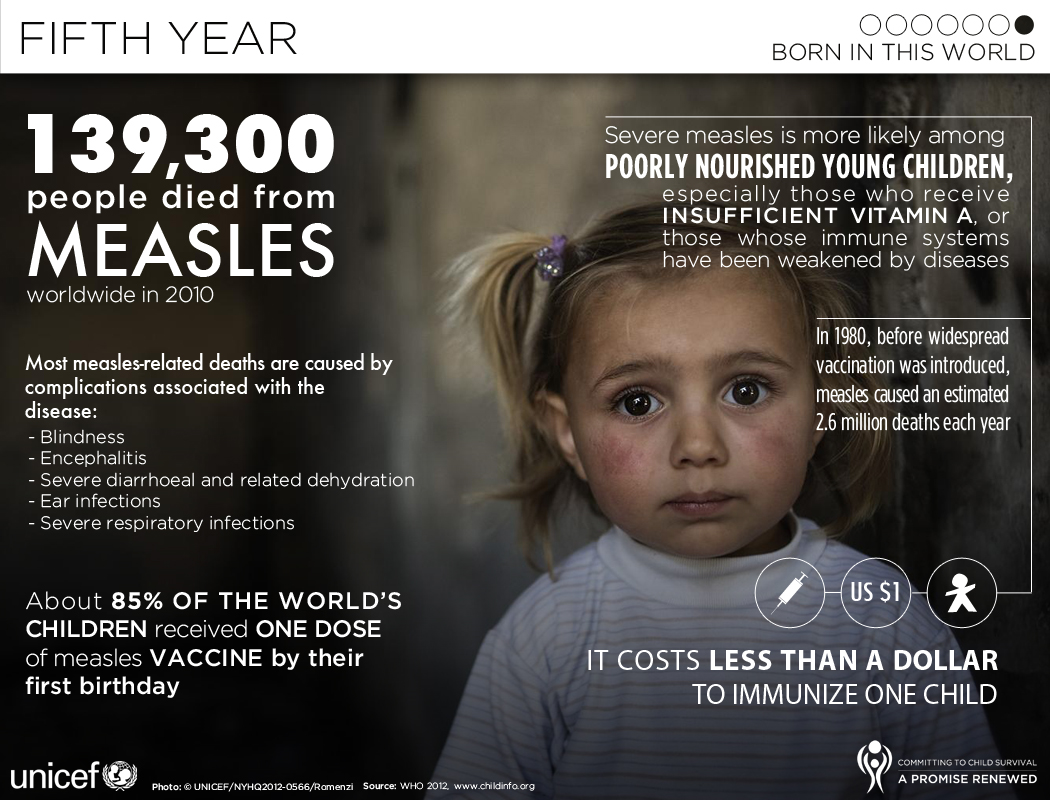 FIFTH YEAR
BORN IN THIS WORLD
139,300
people died from
MEASLES
worldwide in 2010
Most measles-related deaths are caused by
complications associated with the
disease:
- Blindness
- Encephalitis
- Severe diarrhoeal and related dehydration
- Ear infections
- Severe respiratory infections
About 85% OF THE WORLD'S
CHILDREN received ONE DOSE
of measles VACCINE by their
first birthday
Severe measles is more likely among
POORLY NOURISHED YOUNG CHILDREN,
especially those who receive
INSUFFICIENT VITAMIN A, or
those whose immune systems
have been weakened by diseases
In 1980, before widespread
vaccination was introduced,
measles caused an estimated
2.6 million deaths each year
US $1
IT COSTS LESS THAN A DOLLAR
TO IMMUNIZE ONE CHILD
unicef
Photo: © UNICEF/NYHQ2012-0566/Romenzi Source: WHO 2012, www.childinfo.org
COMMITTING TO CHILD SURVIVAL
A PROMISE RENEWED